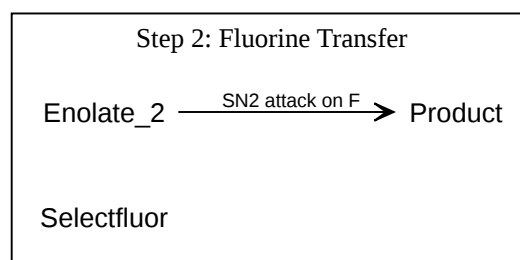 Step 2: Fluorine Transfer
SN2 attack on F
Enolate_2
Product
Selectfluor